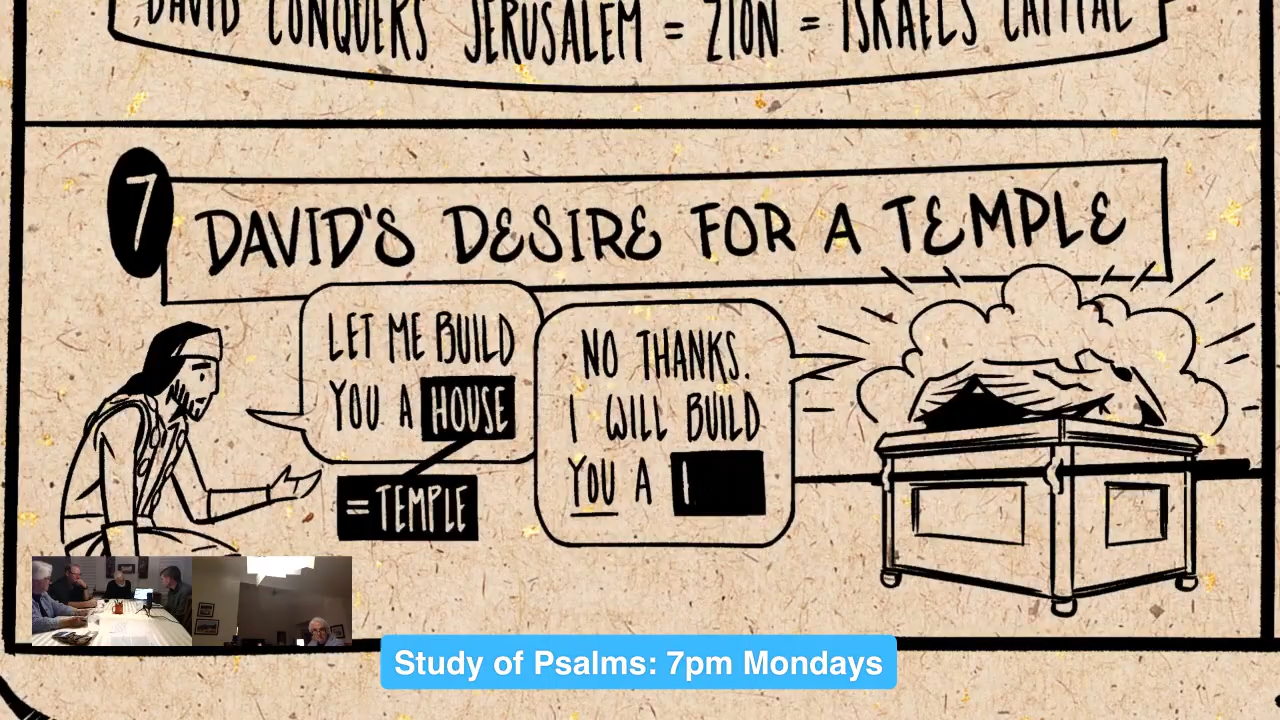 DAVID CONQUERS JERUSALEM = ZION = ISRAEL'S CAPITAL
7
DAVID'S DESIRE FOR A TEMPLE
LET ME BUILD
YOU A HOUSE
= TEMPLE
NO THANKS.
I WILL BUILD
YOU A
Study of Psalms: 7pm Mondays